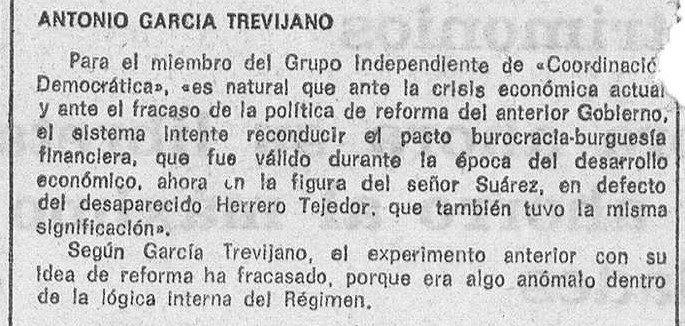 ANTONIO GARCIA TREVIJANO
Para el miembro del Grupo Independiente de «Coordinació
Democrática», «es natural que ante la crisis económica actual
y ante el fracaso de la política de reforma del anterior Gobierno,
el sistema intente reconducir el pacto burocracia-burguesía
financiera, que fue válido durante la época del desarrollo
económico, ahora en la figura del señor Suárez, en defecto
del desaparecido Herrero Tejedor, que también tuvo la misma
significación».
Según García Trevijano, el experimento anterior con su
idea de reforma ha fracasado, porque era algo anómalo dentro
de la lógica interna del Régimen.